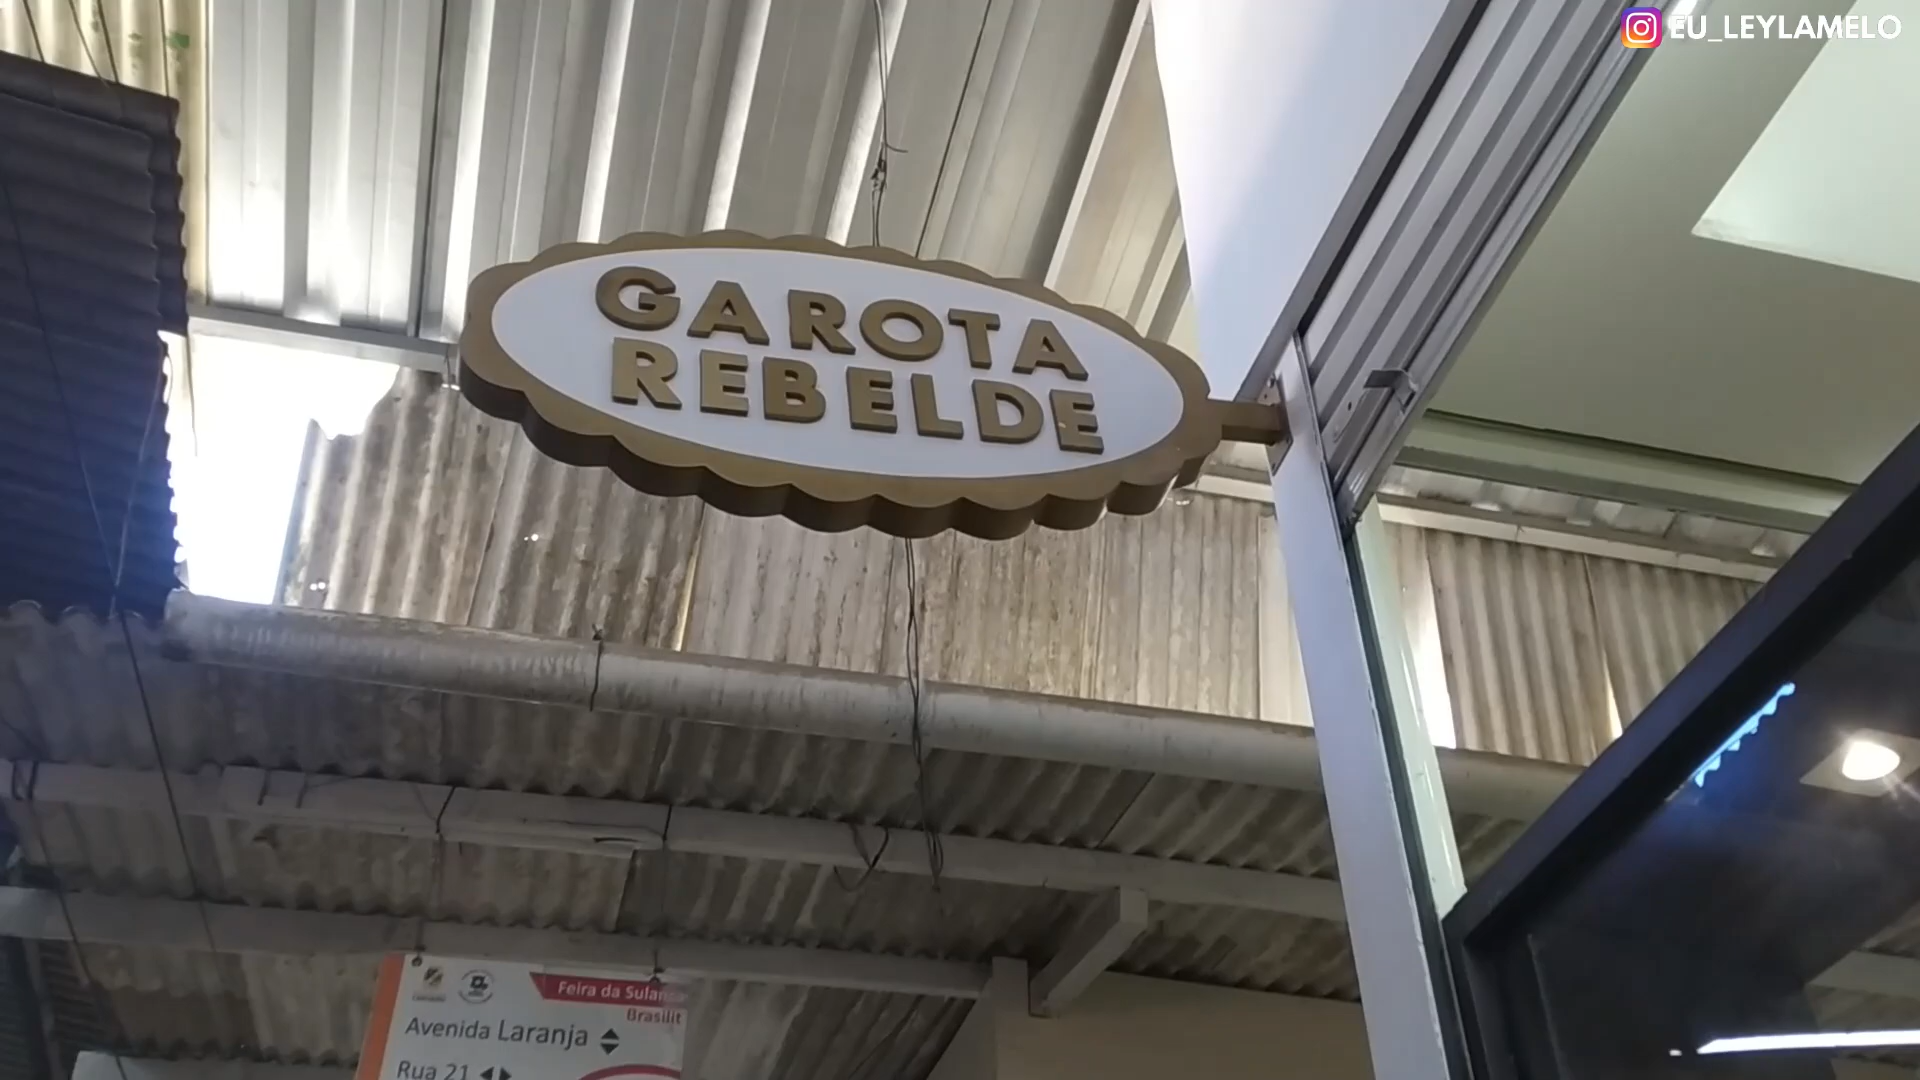 EU_LEYLAMELO
GAROTA
REBELDE
Feira da Sulanca
Brasilit
Avenida Laranja
Rua 21